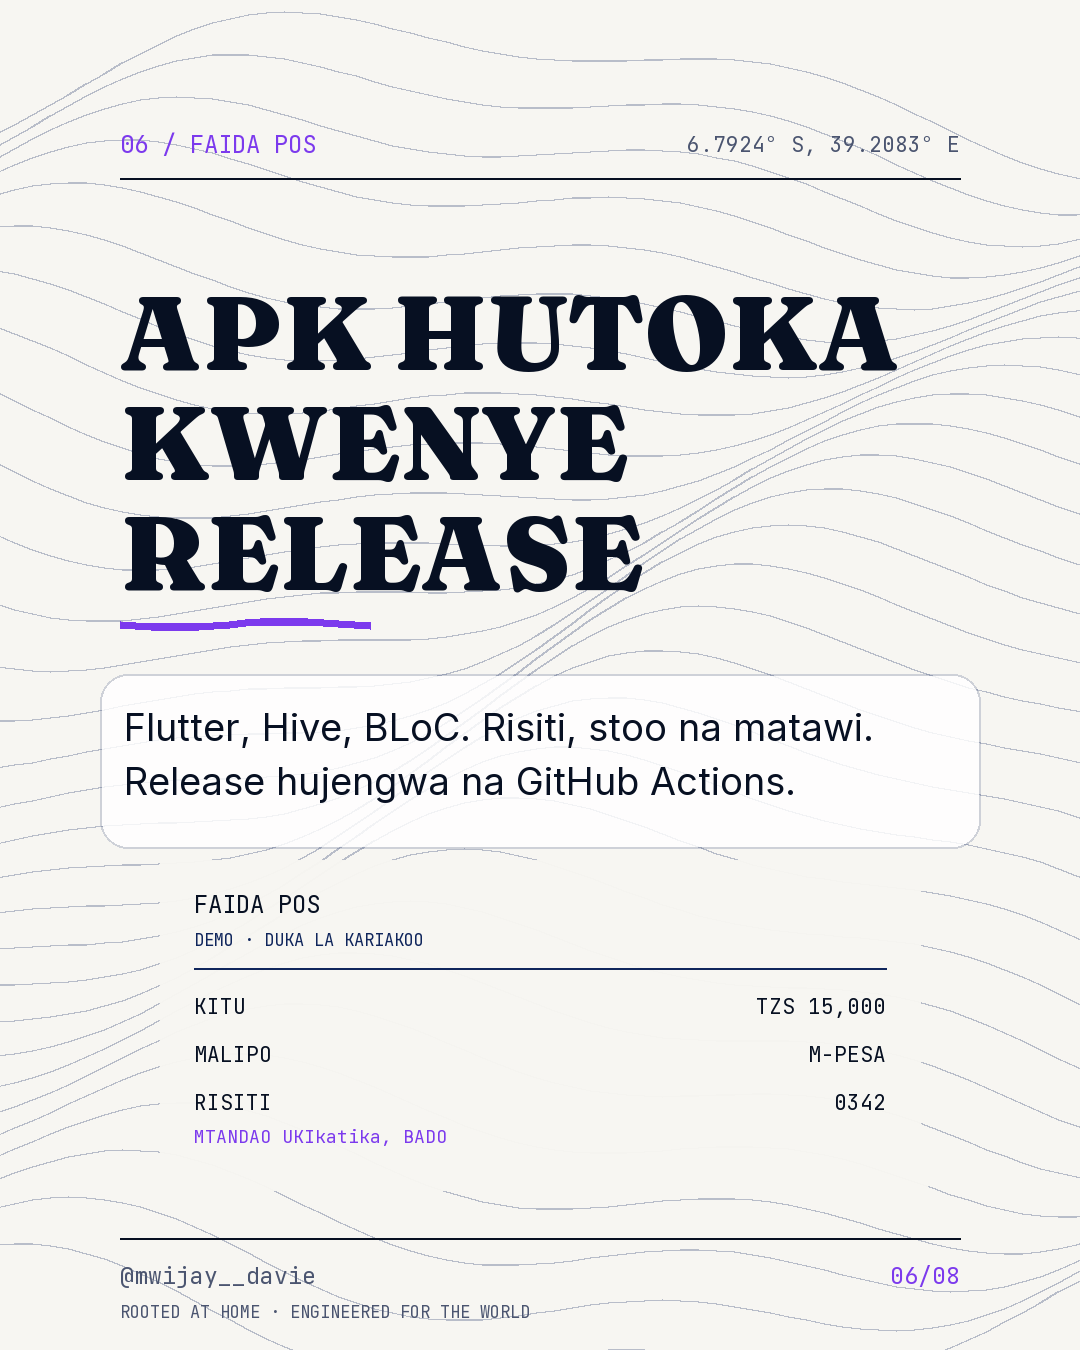 06 / FAIDA POS
6.7924° S, 39.2083° E
APK HUTOKA
KWENYE
RELEASE
Flutter, Hive, BLoC. Risiti, stoo na matawi.
Release hujengwa na GitHub Actions.
FAIDA POS
DEMO · DUKA LA KARIAKOO
KITU TZS 15,000
MALIPO M-PESA
RISITI 0342
MTANDAO UKIkatika, BADO
@mwijay__davie
06/08
ROOTED AT HOME · ENGINEERED FOR THE WORLD